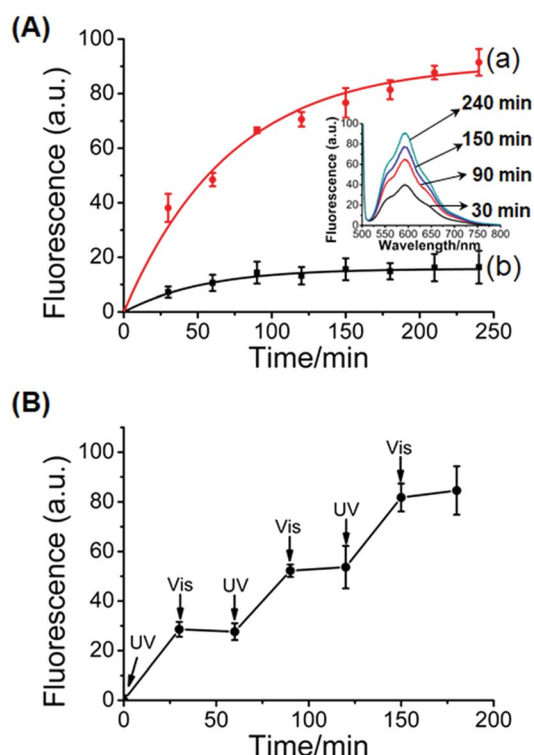 (A)
Fluorescence (a.u.)
100
80
60
40
20
0
0 50 100 150 200 250
Time/min
(a)
(b)
Fluorescence (a.u.)
100
80
60
40
20
0
500 550 600 650 700 750 800
Wavelength/nm
240 min
150 min
90 min
30 min
(B)
Fluorescence (a.u.)
100
80
60
40
20
0
0 50 100 150 200
Time/min
UV
Vis
UV
Vis
UV
Vis